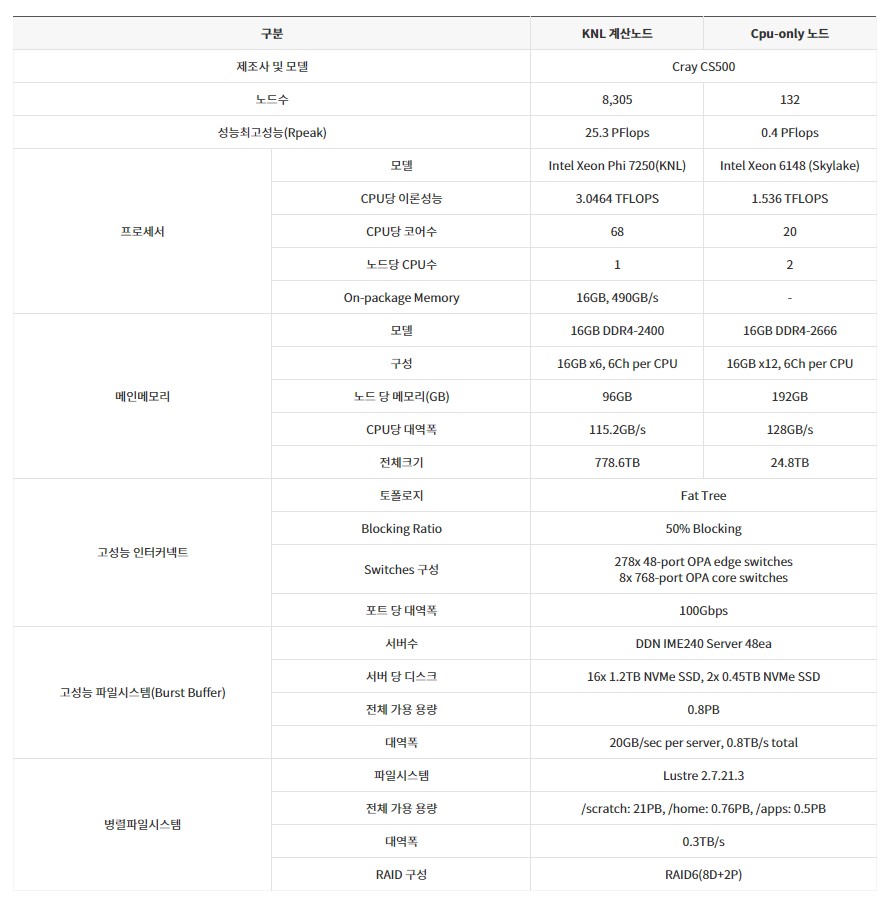 구분 KNL 계산노드 Cpu-only 노드
제조사 및 모델 Cray CS500
노드수 8,305 132
성능최고성능(Rpeak) 25.3 PFlops 0.4 PFlops
프로세서
모델 Intel Xeon Phi 7250(KNL) Intel Xeon 6148 (Skylake)
CPU당 이론성능 3.0464 TFLOPS 1.536 TFLOPS
CPU당 코어수 68 20
노드당 CPU수 1 2
On-package Memory 16GB, 490GB/s -
메인메모리
모델 16GB DDR4-2400 16GB DDR4-2666
구성 16GB x6, 6Ch per CPU 16GB x12, 6Ch per CPU
노드 당 메모리(GB) 96GB 192GB
CPU당 대역폭 115.2GB/s 128GB/s
전체크기 778.6TB 24.8TB
고성능 인터커넥트
토폴로지 Fat Tree
Blocking Ratio 50% Blocking
Switches 구성 278x 48-port OPA edge switches
8x 768-port OPA core switches
포트 당 대역폭 100Gbps
고성능 파일시스템(Burst Buffer)
서버수 DDN IME240 Server 48ea
서버 당 디스크 16x 1.2TB NVMe SSD, 2x 0.45TB NVMe SSD
전체 가용 용량 0.8PB
대역폭 20GB/sec per server, 0.8TB/s total
병렬파일시스템
파일시스템 Lustre 2.7.21.3
전체 가용 용량 /scratch: 21PB, /home: 0.76PB, /apps: 0.5PB
대역폭 0.3TB/s
RAID 구성 RAID6(8D+2P)